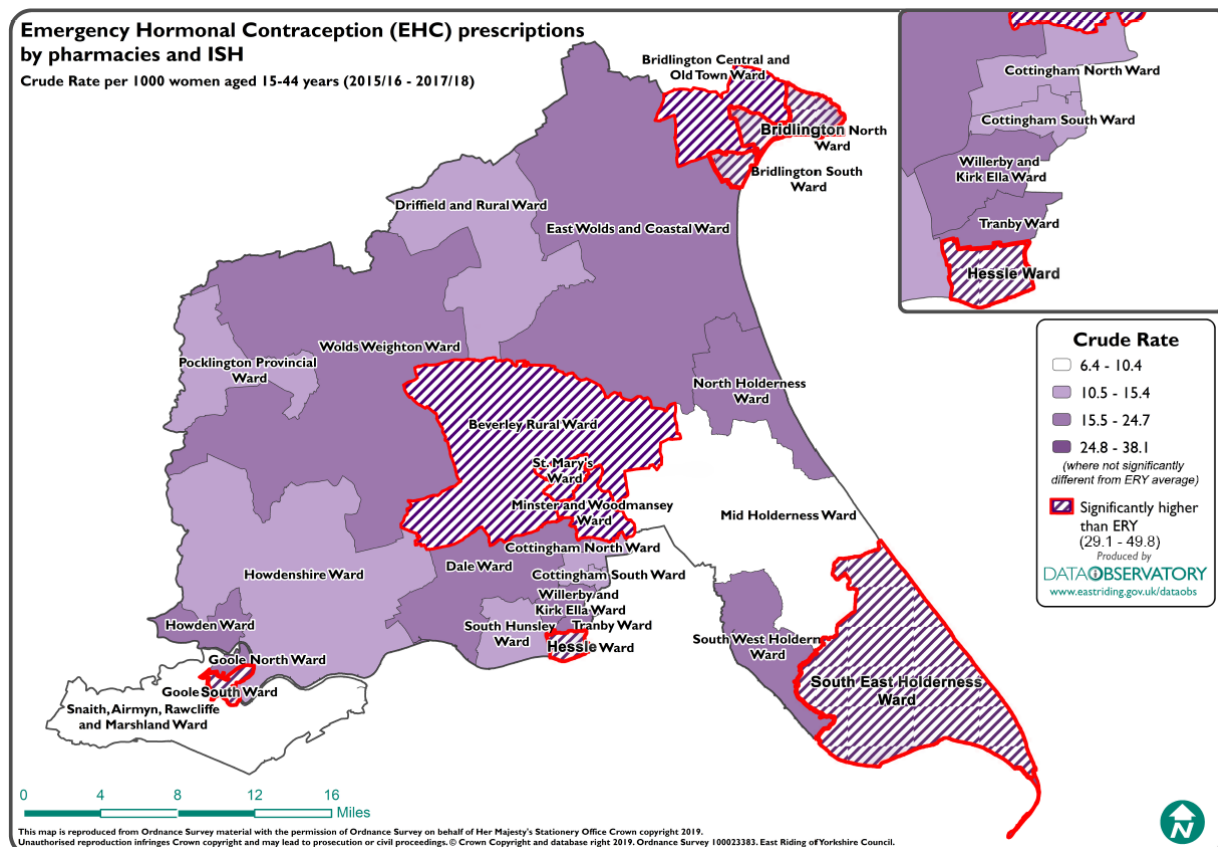 Emergency Hormonal Contraception (EHC) prescriptions
by pharmacies and ISH
Crude Rate per 1000 women aged 15-44 years (2015/16 - 2017/18)
Bridlington Central and
Old Town Ward
Bridlington North
Ward
Bridlington South
Ward
Driffield and Rural Ward
East Wolds and Coastal Ward
Wolds Weighton Ward
Pocklington Provincial
Ward
North Holderness
Ward
Beverley Rural Ward
St. Mary's
Ward
Minster and Woodmansey
Ward
Mid Holderness Ward
Cottingham North Ward
Dale Ward
Cottingham South Ward
Howdenshire Ward
Willerby and
Kirk Ella Ward
Tranby Ward
South Hunsley
Ward
Hessle Ward
Howden Ward
Goole North Ward
Goole South Ward
Snaith, Airmyn, Rawcliffe
and Marshland Ward
South West Holdern
Ward
South East Holderness
Ward
Cottingham North Ward
Cottingham South Ward
Willerby and
Kirk Ella Ward
Tranby Ward
Hessle Ward
Crude Rate
6.4 - 10.4
10.5 - 15.4
15.5 - 24.7
24.8 - 38.1
(where not significantly
different from ERY average)
Significantly higher
than ERY
(29.1 - 49.8)
Produced by
DATA OBSERVATORY
www.eastriding.gov.uk/dataobs
0 4 8 12 16
Miles
N
This map is reproduced from Ordnance Survey material with the permission of Ordnance Survey on behalf of Her Majesty's Stationery Office Crown copyright 2019.
Unauthorised reproduction infringes Crown copyright and may lead to prosecution or civil proceedings. © Crown Copyright and database right 2019. Ordnance Survey 100023383. East Riding of Yorkshire Council.